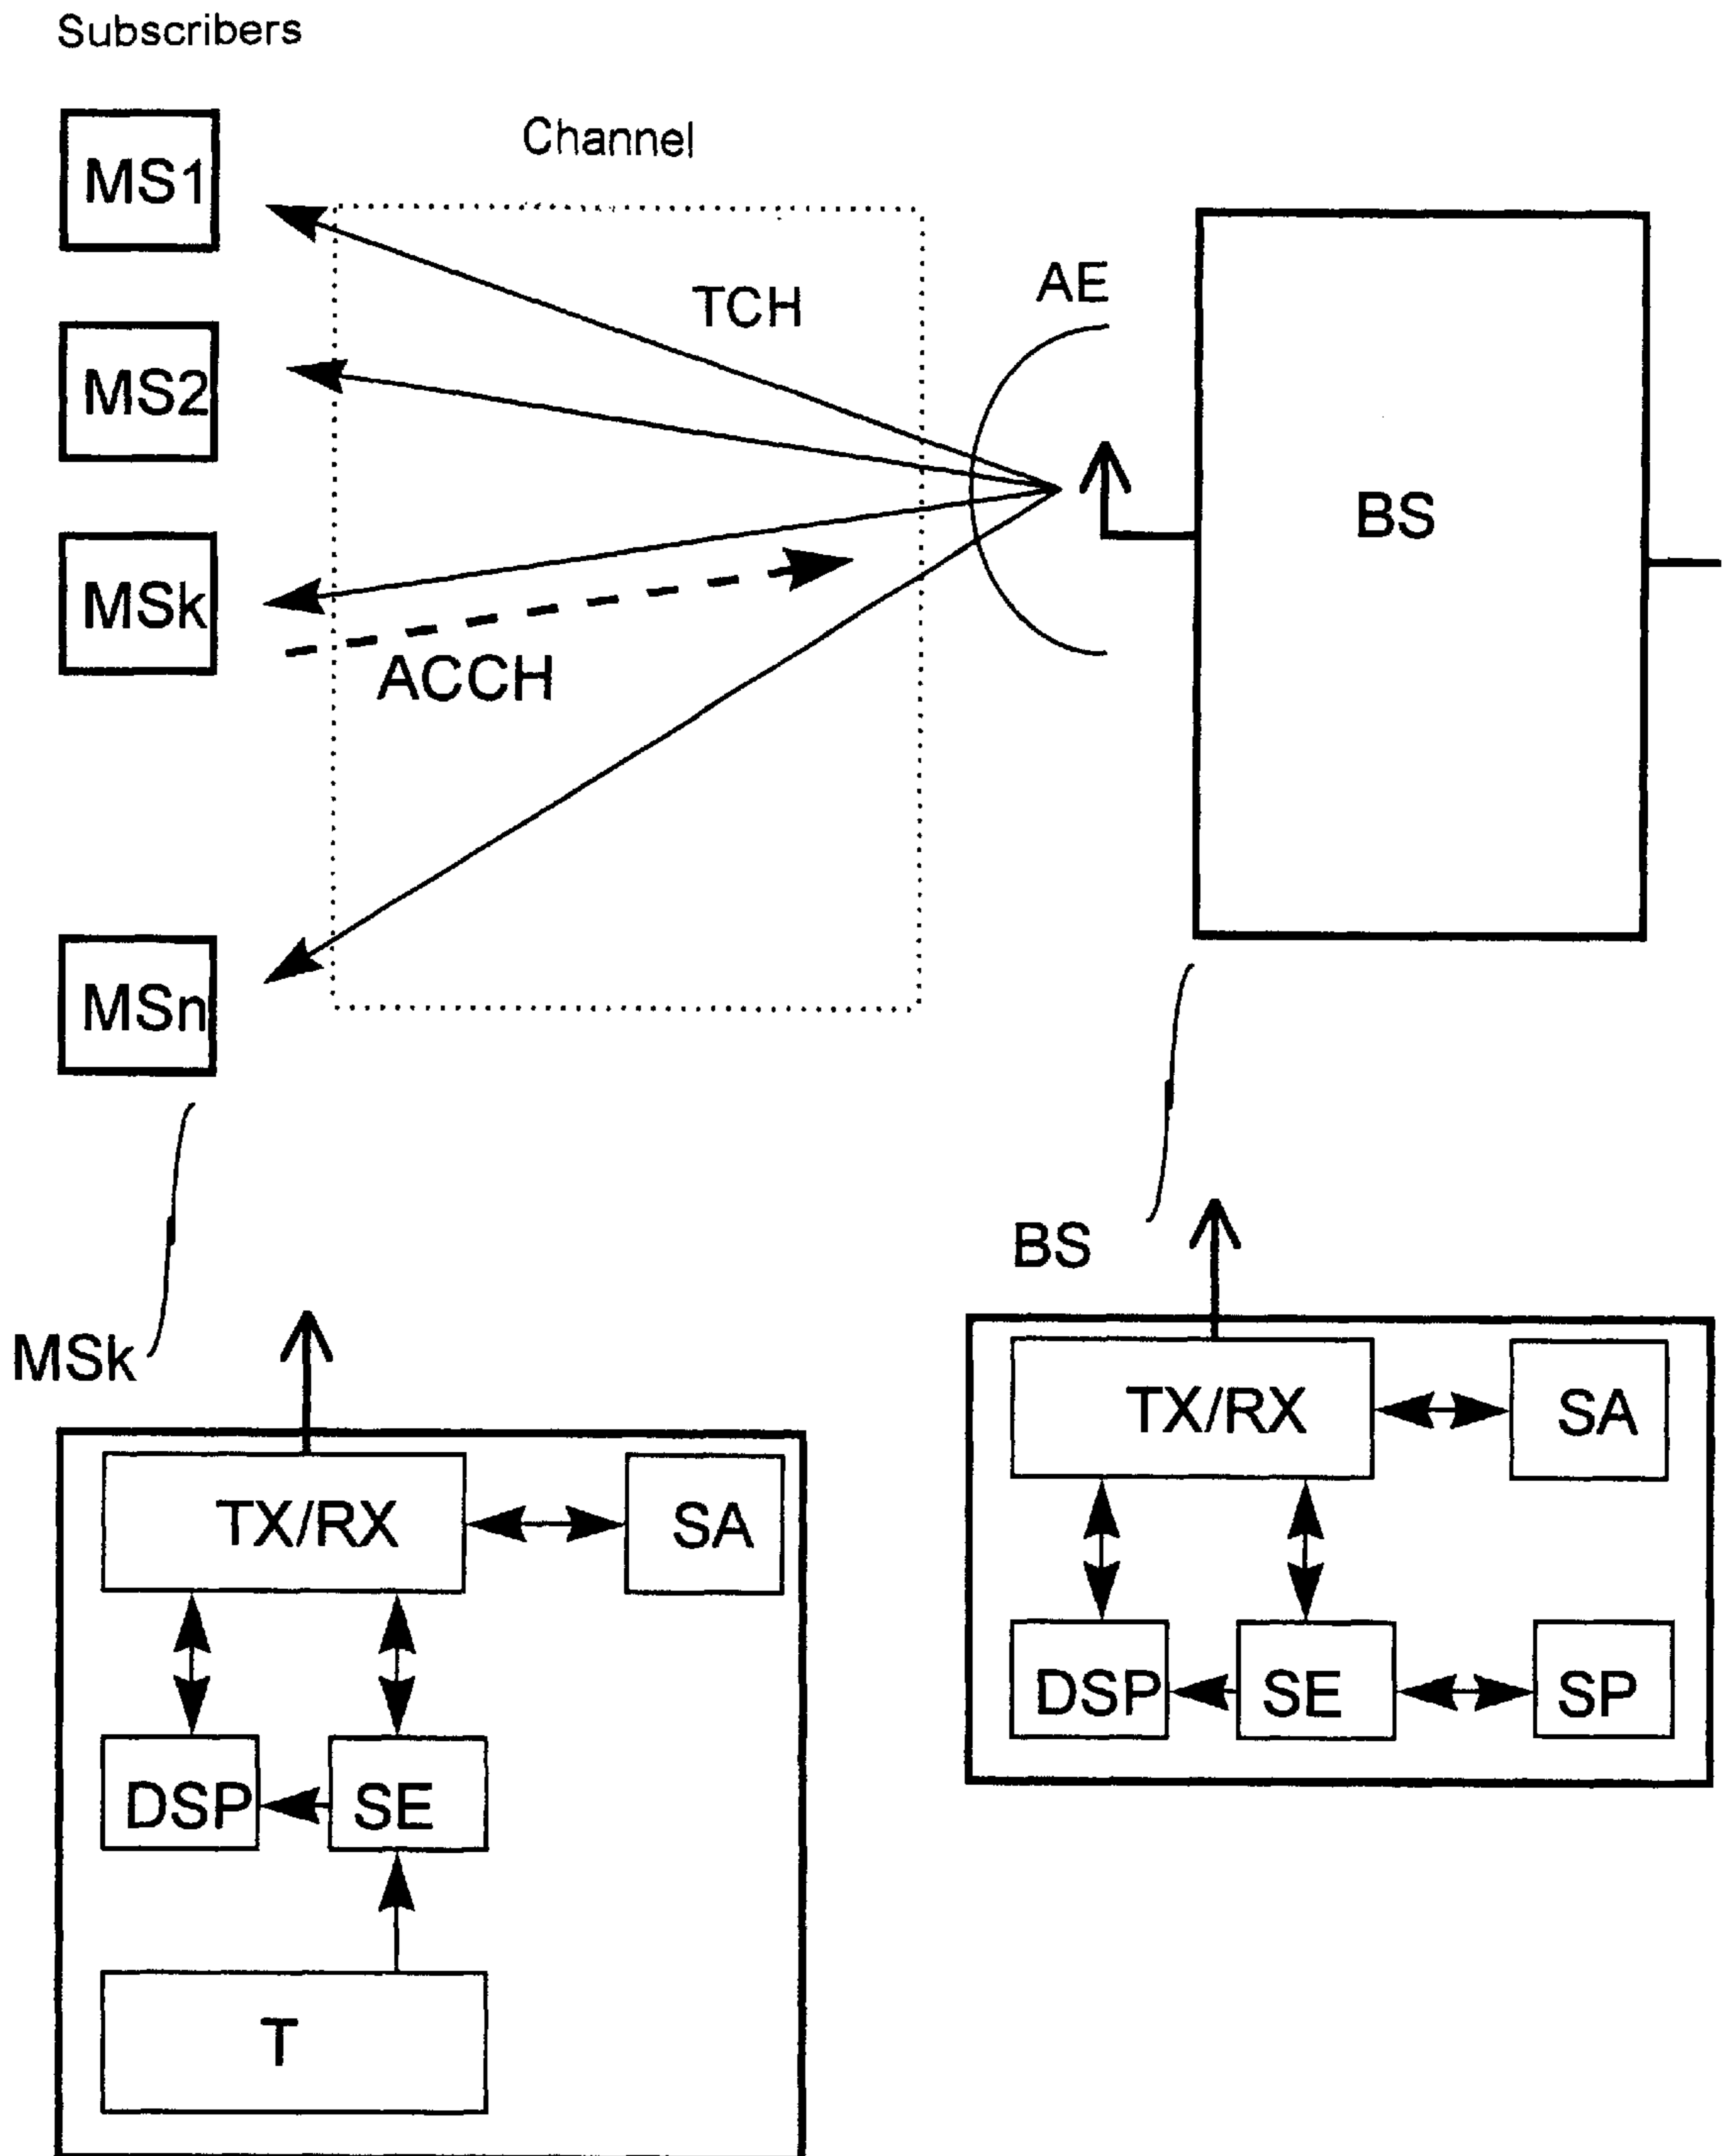 Subscribers
Channel
MS1
TCH
AE
MS2
BS
MSk
ACCH
MSn
BS
MSk
TX/RX
SA
TX/RX
SA
DSP
SE
SP
DSP
SE
T